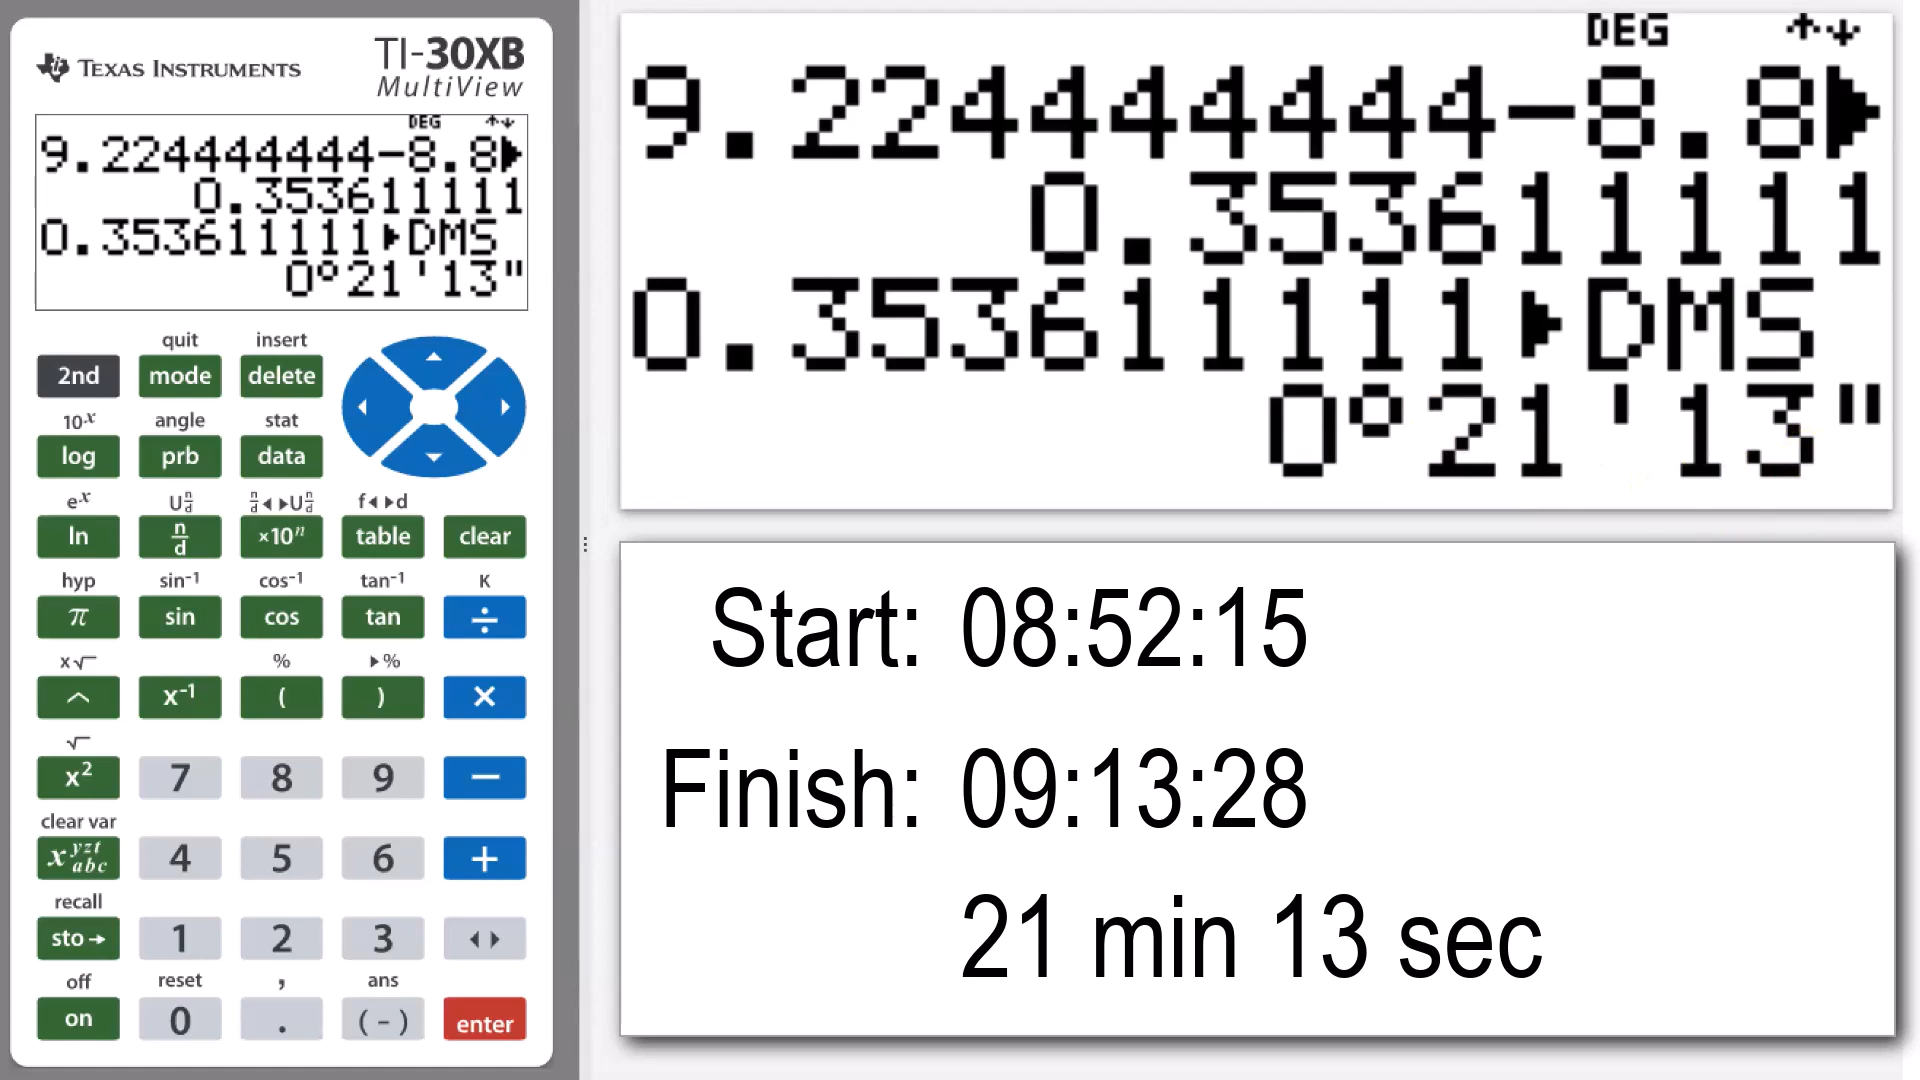 TEXAS INSTRUMENTS
TI-30XB
MultiView
DEG ↑↓
9.224444444-8.8▶
0.353611111
0.353611111▶DMS
0°21'13"
quit insert
2nd mode delete
10ˣ angle stat
log prb data
eˣ U n/d n/d◀▶U n/d f◀▶d
ln n/d ×10ⁿ table clear
hyp sin⁻¹ cos⁻¹ tan⁻¹ K
π sin cos tan ÷
x√ % ▶%
^ x⁻¹ ( ) ×
√
x² 7 8 9 −
clear var
x yzt abc 4 5 6 +
recall
sto→ 1 2 3 ◀▶
off reset , ans
on 0 . (-) enter
DEG ↑↓
9.224444444-8.8▶
0.353611111
0.353611111▶DMS
0°21'13"
Start: 08:52:15
Finish: 09:13:28
21 min 13 sec